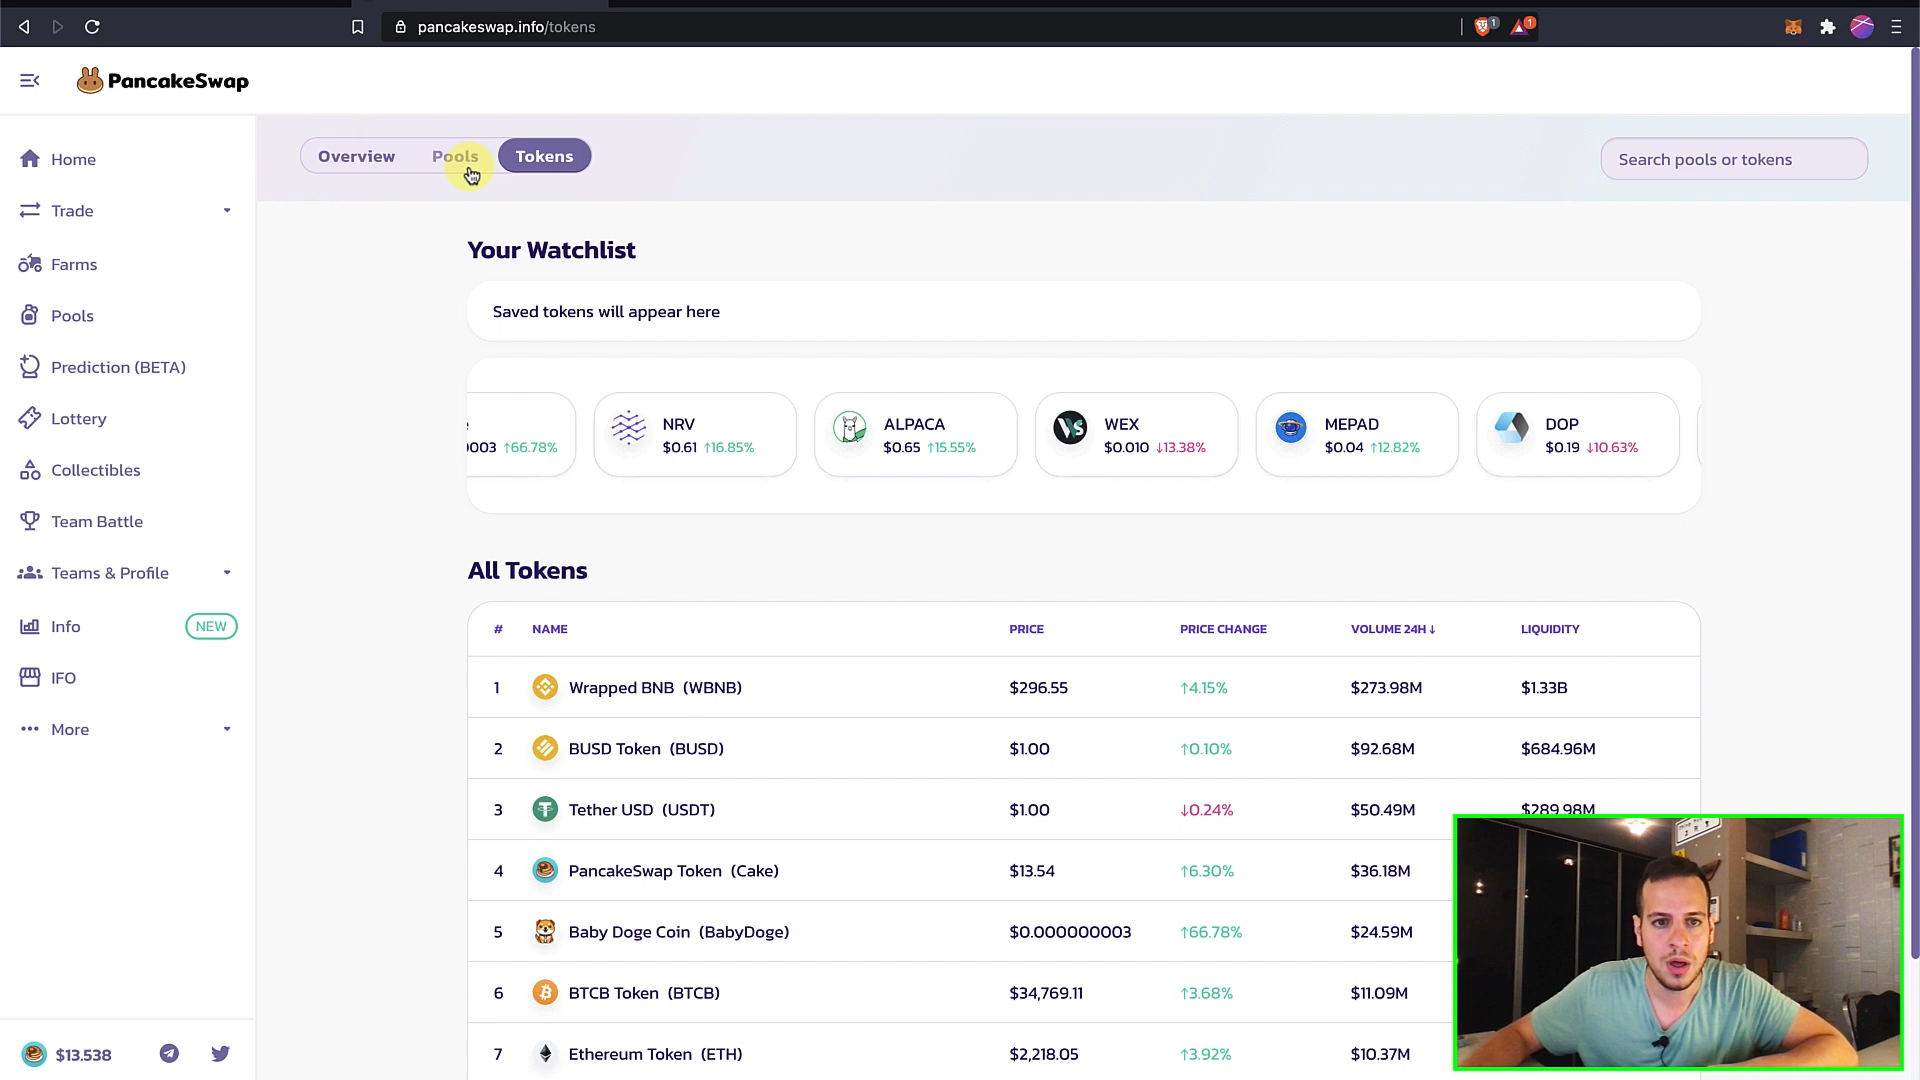 pancakeswap.info/tokens
1
1
PancakeSwap
Home
Trade
Farms
Pools
Prediction (BETA)
Lottery
Collectibles
Team Battle
Teams & Profile
Info NEW
IFO
More
$13.538
Overview Pools Tokens
Search pools or tokens
Your Watchlist
Saved tokens will appear here
↑66.78%
NRV
$0.61 ↑16.85%
ALPACA
$0.65 ↑15.55%
WEX
$0.010 ↓13.38%
MEPAD
$0.04 ↑12.82%
DOP
$0.19 ↓10.63%
All Tokens
# NAME PRICE PRICE CHANGE VOLUME 24H ↓ LIQUIDITY
1 Wrapped BNB (WBNB) $296.55 ↑4.15% $273.98M $1.33B
2 BUSD Token (BUSD) $1.00 ↑0.10% $92.68M $684.96M
3 Tether USD (USDT) $1.00 ↓0.24% $50.49M $289.98M
4 PancakeSwap Token (Cake) $13.54 ↑6.30% $36.18M
5 Baby Doge Coin (BabyDoge) $0.000000003 ↑66.78% $24.59M
6 BTCB Token (BTCB) $34,769.11 ↑3.68% $11.09M
7 Ethereum Token (ETH) $2,218.05 ↑3.92% $10.37M